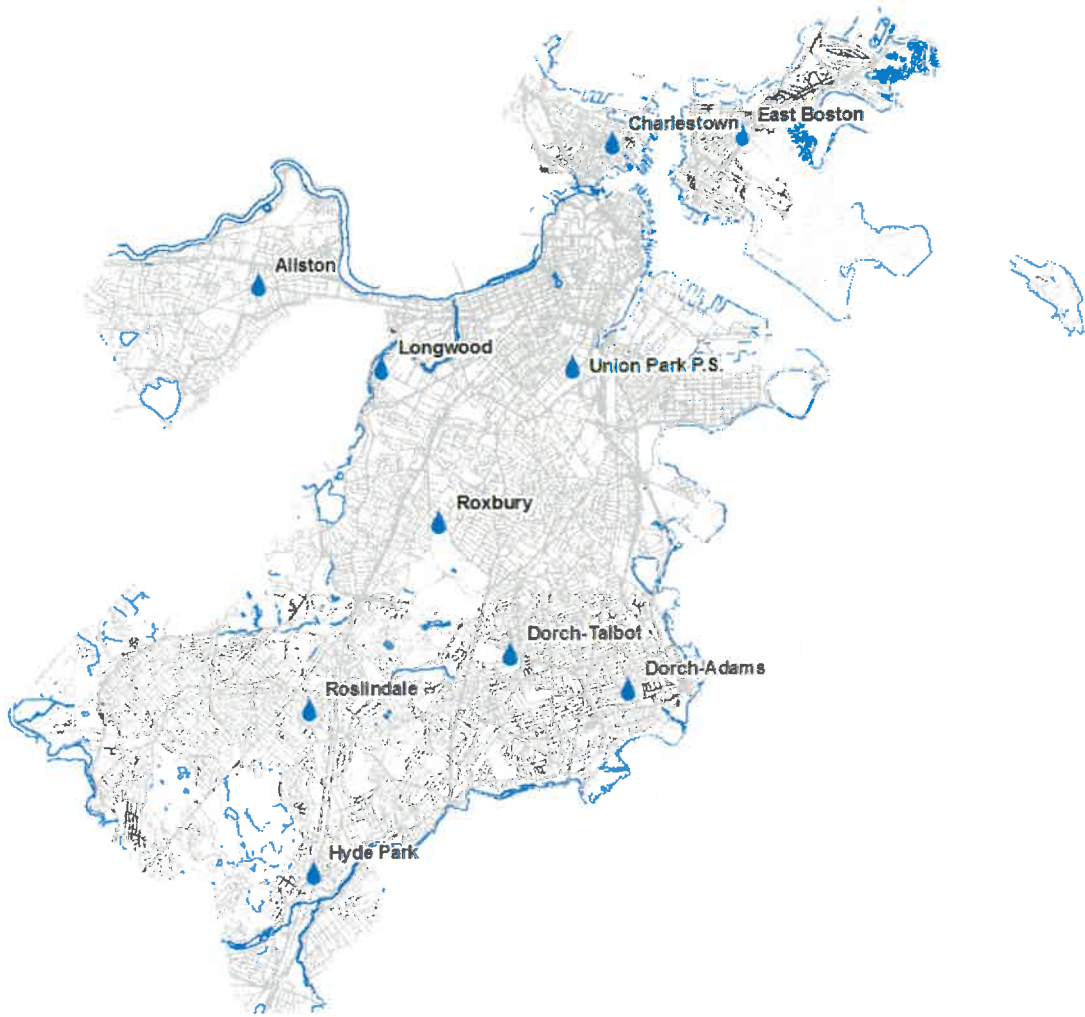 Charlestown
East Boston
Allston
Longwood
Union Park P.S.
Roxbury
Dorch-Talbot
Dorch-Adams
Roslindale
Hyde Park